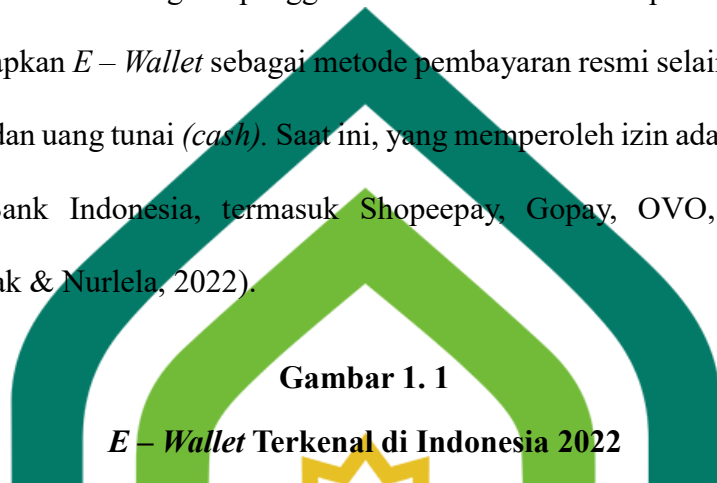 apkan E – Wallet sebagai metode pembayaran resmi selain
dan uang tunai (cash). Saat ini, yang memperoleh izin ada
Bank Indonesia, termasuk Shopeepay, Gopay, OVO,
ak & Nurlela, 2022).
Gambar 1. 1
E – Wallet Terkenal di Indonesia 2022